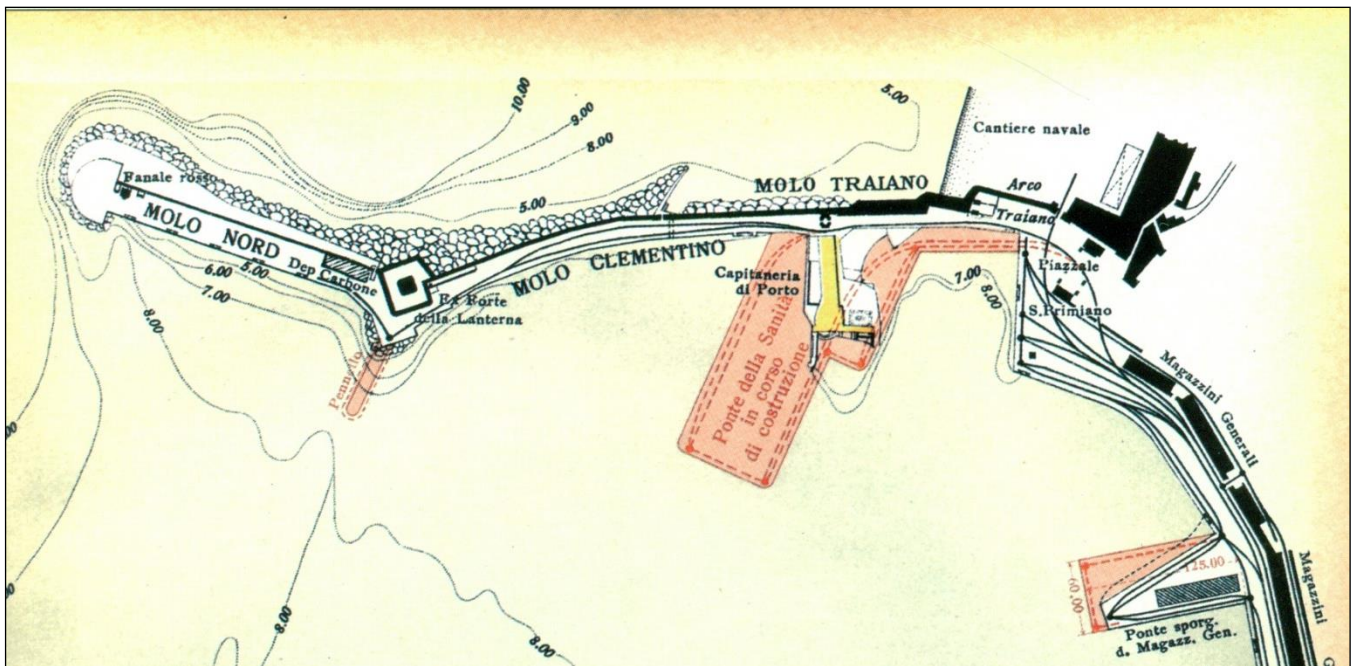 10.00
9.00
8.00
5.00
5.00
Cantiere navale
Fanale rosso
MOLO TRAIANO
Arco
Traiano
MOLO NORD
MOLO CLEMENTINO
6.00
5.00
7.00
8.00
Dep. Carbone
Ex Forte
della Lanterna
Capitaneria
di Porto
7.00
8.00
Piazzale
S. Primiano
Pennello
Ponte della Sanità
in corso
di costruzione
Magazzini Generali
Magazzini
125.00
60.00
Ponte sporg.
d. Magazz. Gen.
8.00
8.00